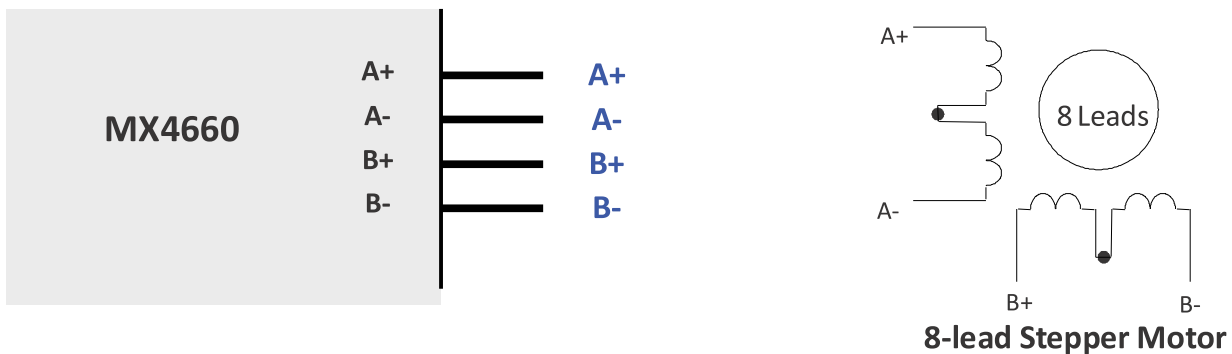 MX4660
A+
A-
B+
B-
A+
A-
B+
B-
A+
8 Leads
A-
B+
B-
8-lead Stepper Motor